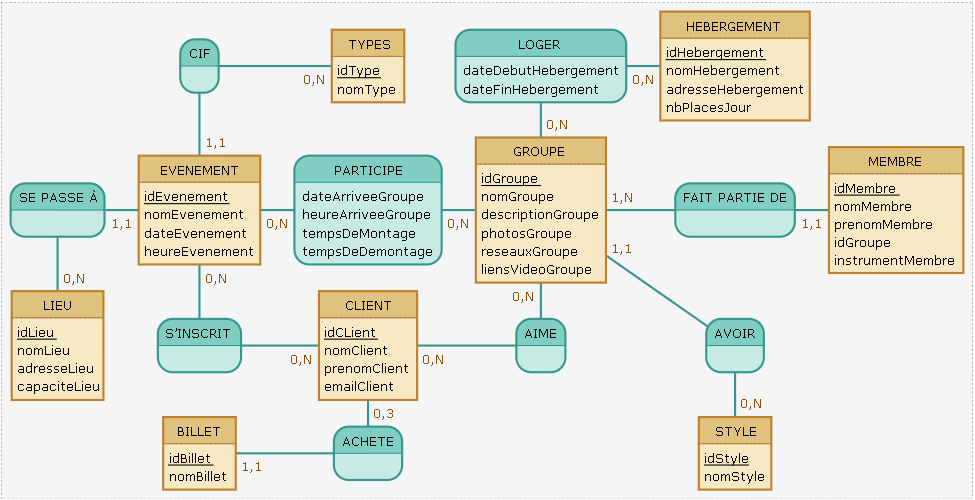 CIF
0,N
1,1
TYPES
idType
nomType
LOGER
dateDebutHebergement
dateFinHebergement
0,N
0,N
HEBERGEMENT
idHebergement
nomHebergement
adresseHebergement
nbPlacesJour
SE PASSE À
1,1
0,N
EVENEMENT
idEvenement
nomEvenement
dateEvenement
heureEvenement
0,N
0,N
PARTICIPE
dateArriveeGroupe
heureArriveeGroupe
tempsDeMontage
tempsDeDemontage
0,N
GROUPE
idGroupe
nomGroupe
descriptionGroupe
photosGroupe
reseauxGroupe
liensVideoGroupe
1,N
1,1
0,N
FAIT PARTIE DE
1,1
MEMBRE
idMembre
nomMembre
prenomMembre
idGroupe
instrumentMembre
LIEU
idLieu
nomLieu
adresseLieu
capaciteLieu
S'INSCRIT
0,N
CLIENT
idCLient
nomClient
prenomClient
emailClient
0,N
0,3
AIME
AVOIR
0,N
BILLET
idBillet
nomBillet
1,1
ACHETE
STYLE
idStyle
nomStyle